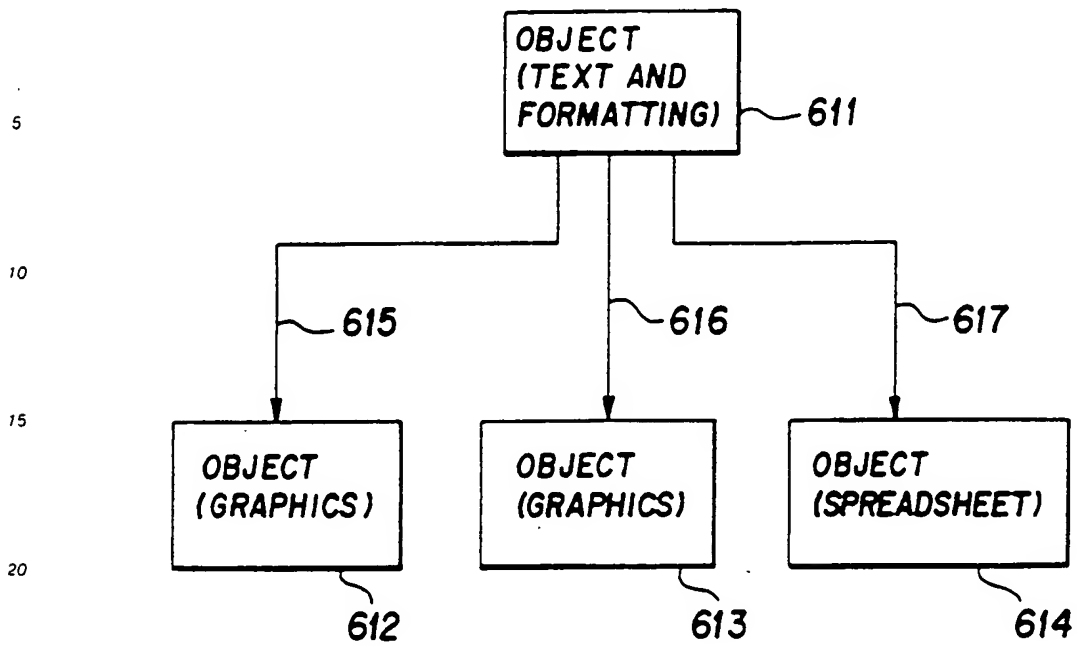 OBJECT
(TEXT AND
FORMATTING)
611
5
10
615
616
617
15
OBJECT
(GRAPHICS)
OBJECT
(GRAPHICS)
OBJECT
(SPREADSHEET)
20
612
613
614